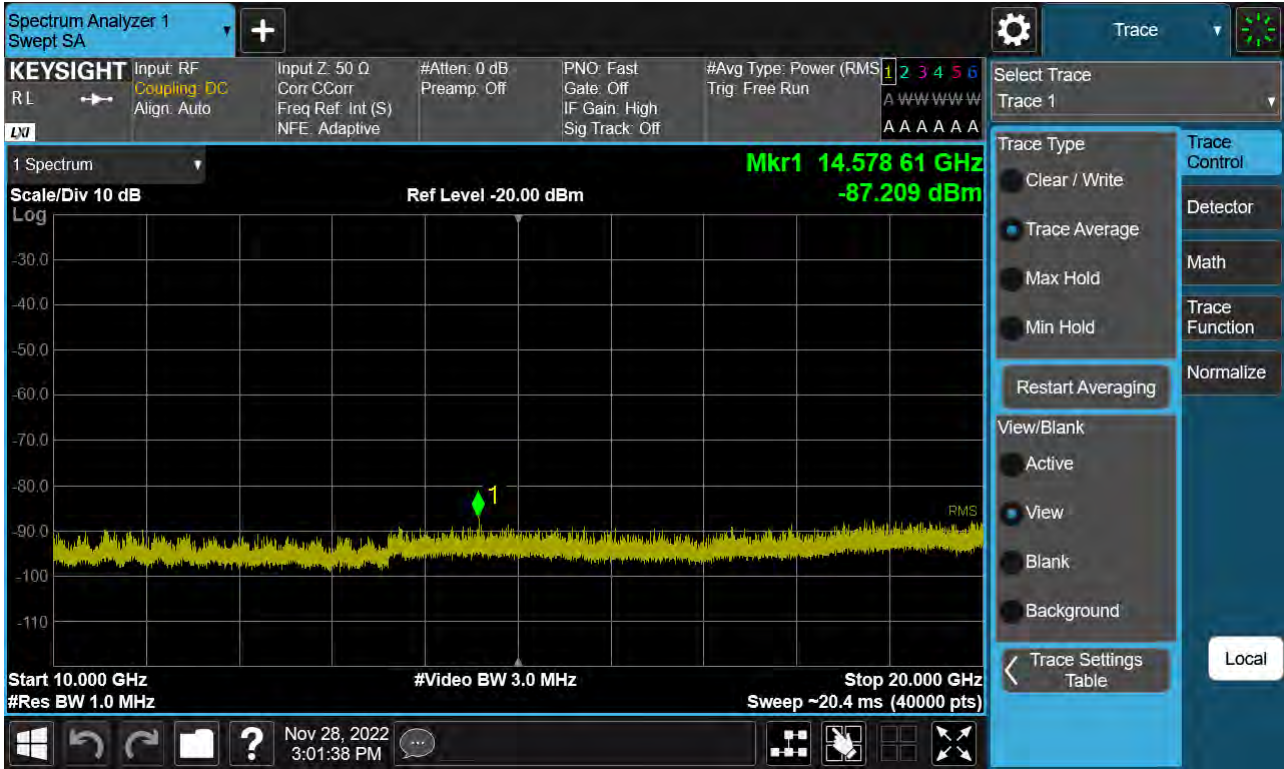 Spectrum Analyzer 1
Swept SA
+
Trace
KEYSIGHT
R L
LXI
Input: RF
Coupling: DC
Align: Auto
Input Z: 50 Ω
Corr CCorr
Freq Ref: Int (S)
NFE: Adaptive
#Atten: 0 dB
Preamp: Off
PNO: Fast
Gate: Off
IF Gain: High
Sig Track: Off
#Avg Type: Power (RMS
Trig: Free Run
1 2 3 4 5 6
A W W W W W
A A A A A A
Select Trace
Trace 1
1 Spectrum
Scale/Div 10 dB
Log
Ref Level -20.00 dBm
Mkr1 14.578 61 GHz
-87.209 dBm
-30.0
-40.0
-50.0
-60.0
-70.0
-80.0
-90.0
-100
-110
1
RMS
Start 10.000 GHz
#Res BW 1.0 MHz
#Video BW 3.0 MHz
Stop 20.000 GHz
Sweep ~20.4 ms (40000 pts)
Trace Type
Clear / Write
Trace Average
Max Hold
Min Hold
Restart Averaging
View/Blank
Active
View
Blank
Background
Trace Settings
Table
Trace
Control
Detector
Math
Trace
Function
Normalize
Local
?
Nov 28, 2022
3:01:38 PM